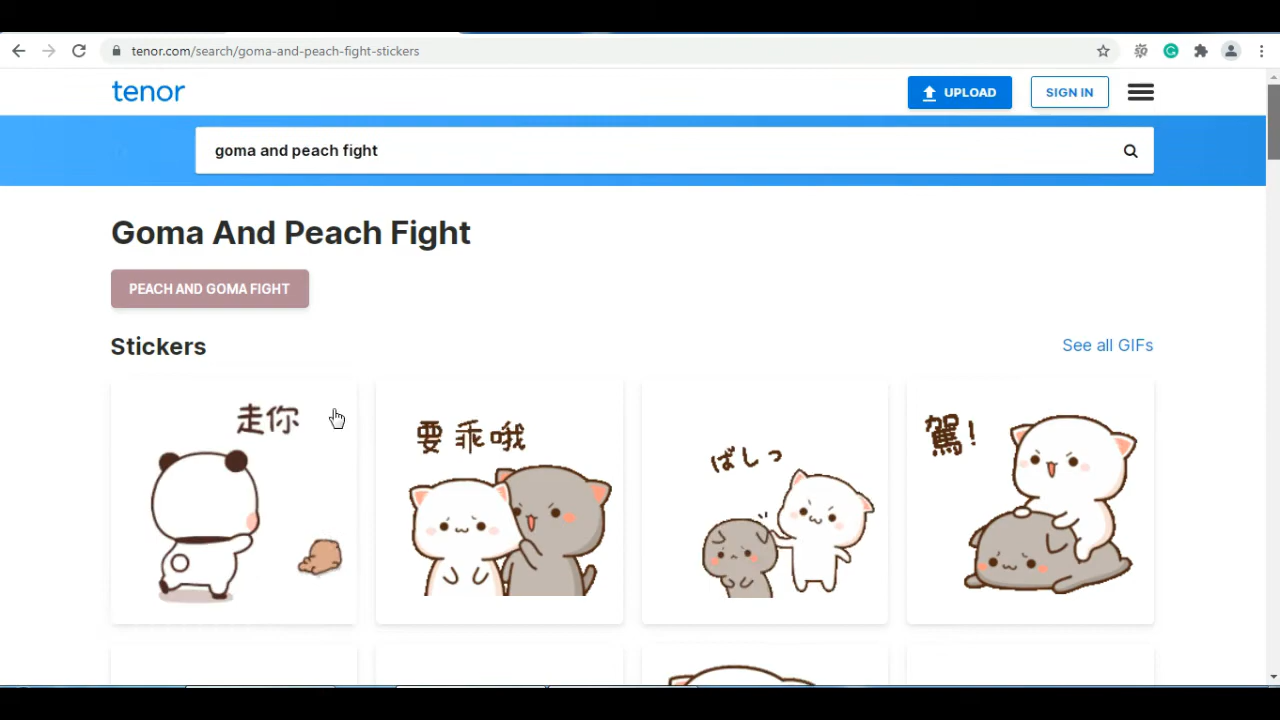 tenor.com/search/goma-and-peach-fight-stickers
tenor
UPLOAD
SIGN IN
goma and peach fight
Goma And Peach Fight
PEACH AND GOMA FIGHT
Stickers
See all GIFs
走你
要乖哦
ばしっ
駕!